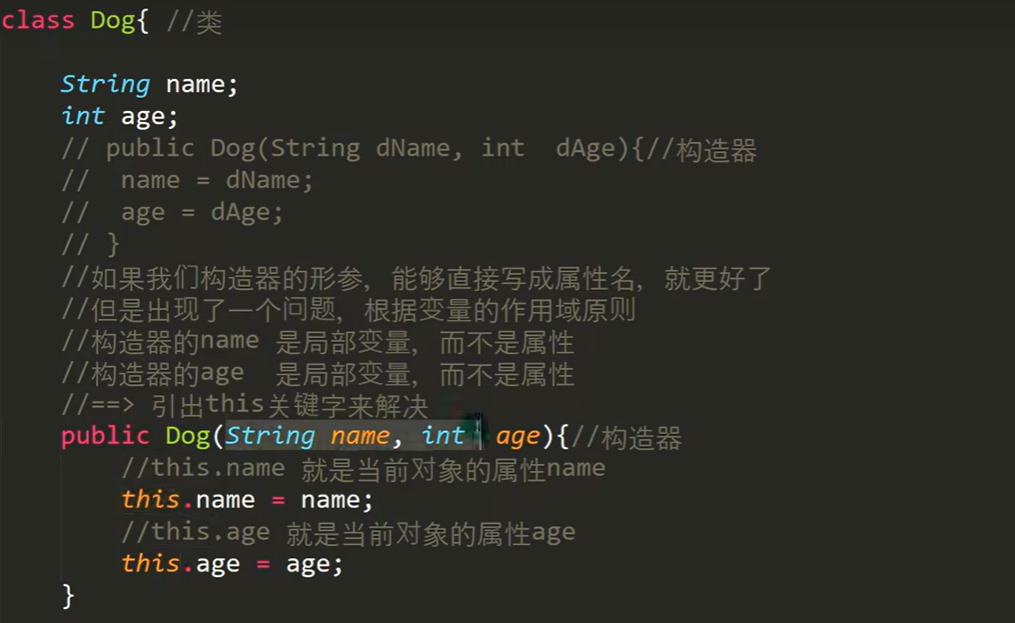 class Dog{ //类
String name;
int age;
// public Dog(String dName, int  dAge){//构造器
//  name = dName;
//  age = dAge;
// }
//如果我们构造器的形参, 能够直接写成属性名, 就更好了
//但是出现了一个问题, 根据变量的作用域原则
//构造器的name 是局部变量, 而不是属性
//构造器的age  是局部变量, 而不是属性
//==> 引出this关键字来解决
public Dog(String name, int  age){//构造器
//this.name 就是当前对象的属性name
this.name = name;
//this.age 就是当前对象的属性age
this.age = age;
}